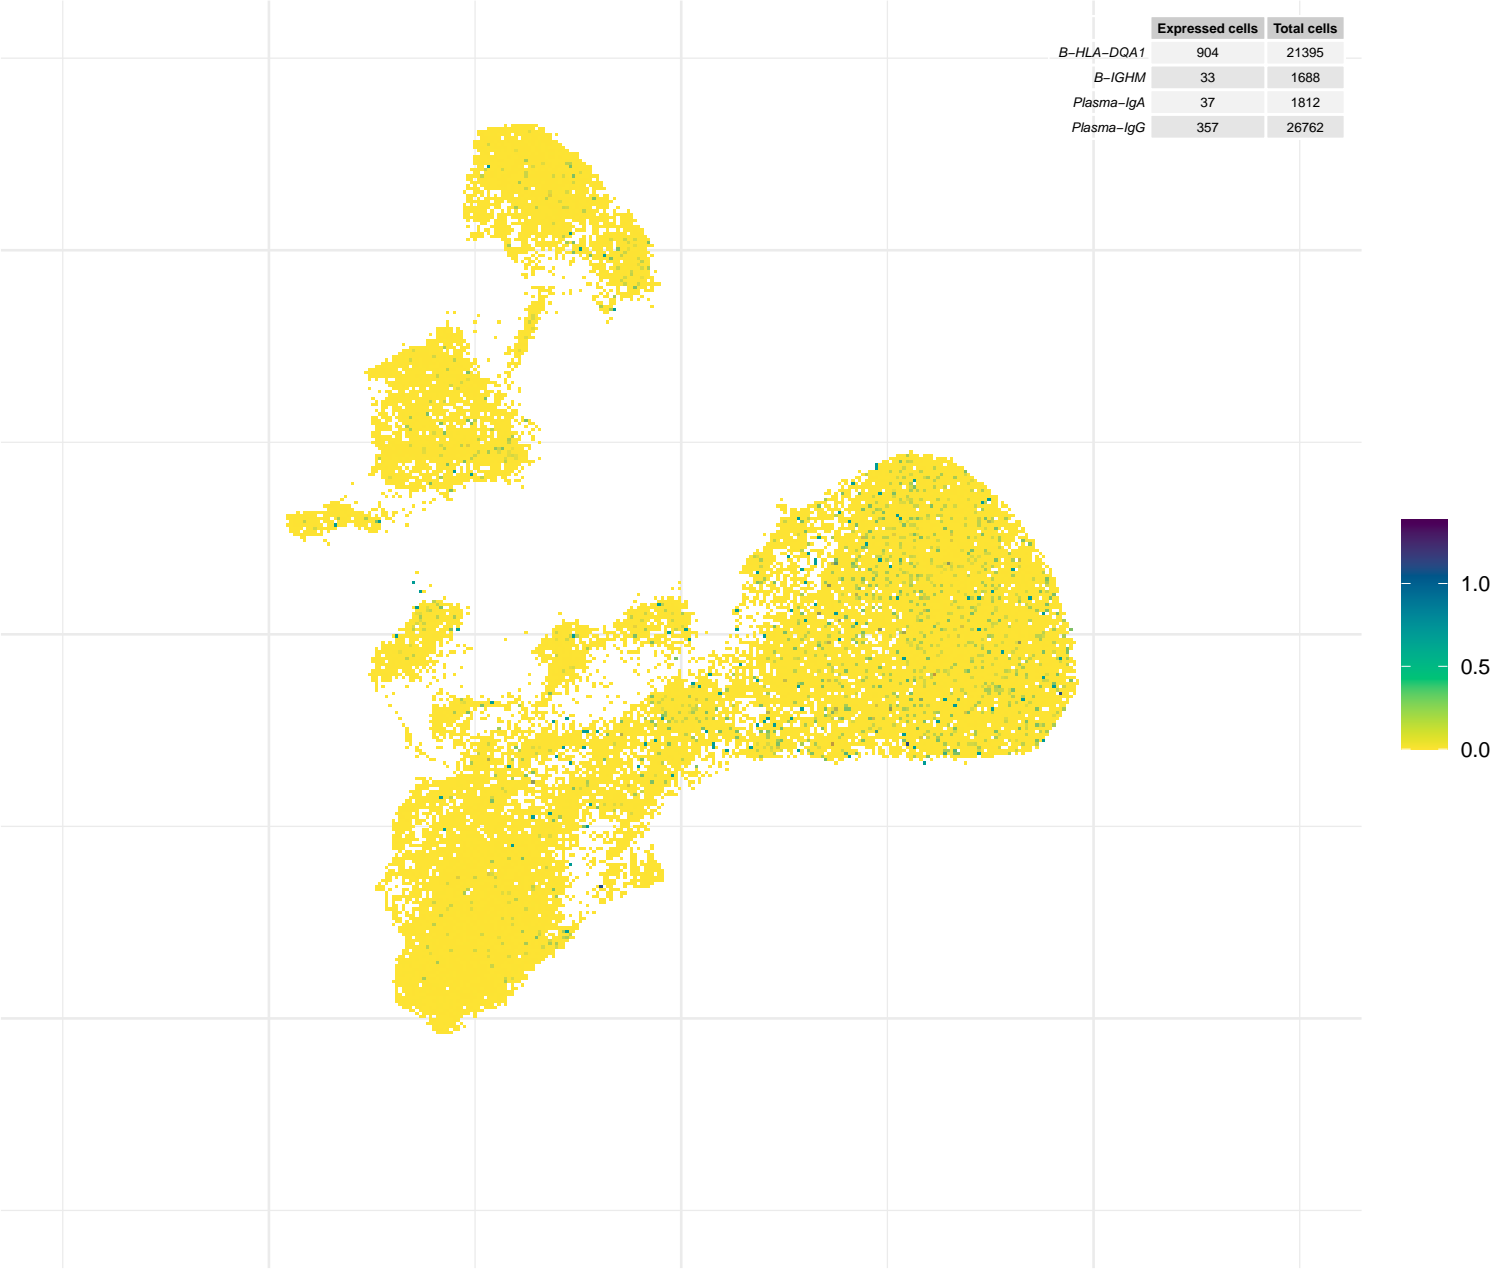 Expressed cells Total cells
B−HLA−DQA1 904 21395
B−IGHM 33 1688
Plasma−IgA 37 1812
Plasma−IgG 357 26762
1.0
0.5
0.0